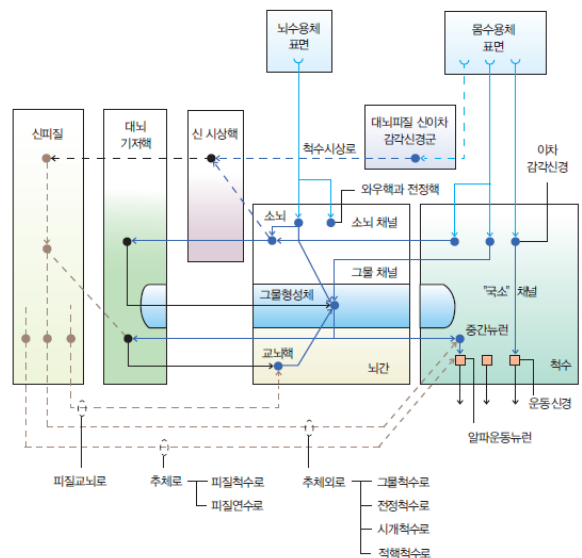 뇌수용체
표면
몸수용체
표면
신피질
대뇌
기저핵
신 시상핵
대뇌피질 신이차
감각신경군
척수시상로
이차
감각신경
와우핵과 전정핵
소뇌
소뇌 채널
그물 채널
그물형성체
"국소" 채널
중간뉴런
교뇌핵
뇌간
척수
운동신경
알파운동뉴런
피질교뇌로
추체로
피질척수로
피질연수로
추체외로
그물척수로
전정척수로
시개척수로
적핵척수로